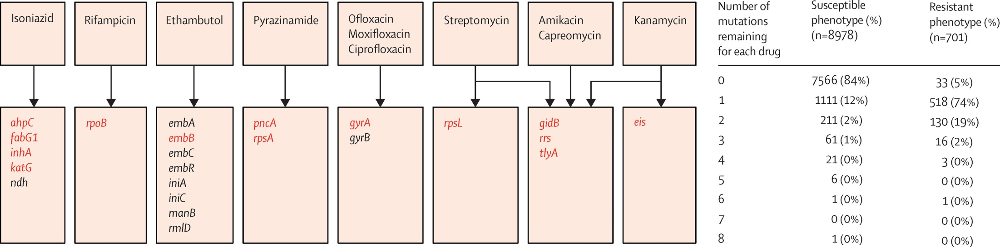 Isoniazid
Rifampicin
Ethambutol
Pyrazinamide
Ofloxacin
Moxifloxacin
Ciprofloxacin
Streptomycin
Amikacin
Capreomycin
Kanamycin
ahpC
fabG1
inhA
katG
ndh
rpoB
embA
embB
embC
embR
iniA
iniC
manB
rmlD
pncA
rpsA
gyrA
gyrB
rpsL
gidB
rrs
tlyA
eis
Number of
mutations
remaining
for each drug
Susceptible
phenotype (%)
(n=8978)
Resistant
phenotype (%)
(n=701)
0 7566 (84%) 33 (5%)
1 1111 (12%) 518 (74%)
2 211 (2%) 130 (19%)
3 61 (1%) 16 (2%)
4 21 (0%) 3 (0%)
5 6 (0%) 0 (0%)
6 1 (0%) 1 (0%)
7 0 (0%) 0 (0%)
8 1 (0%) 0 (0%)